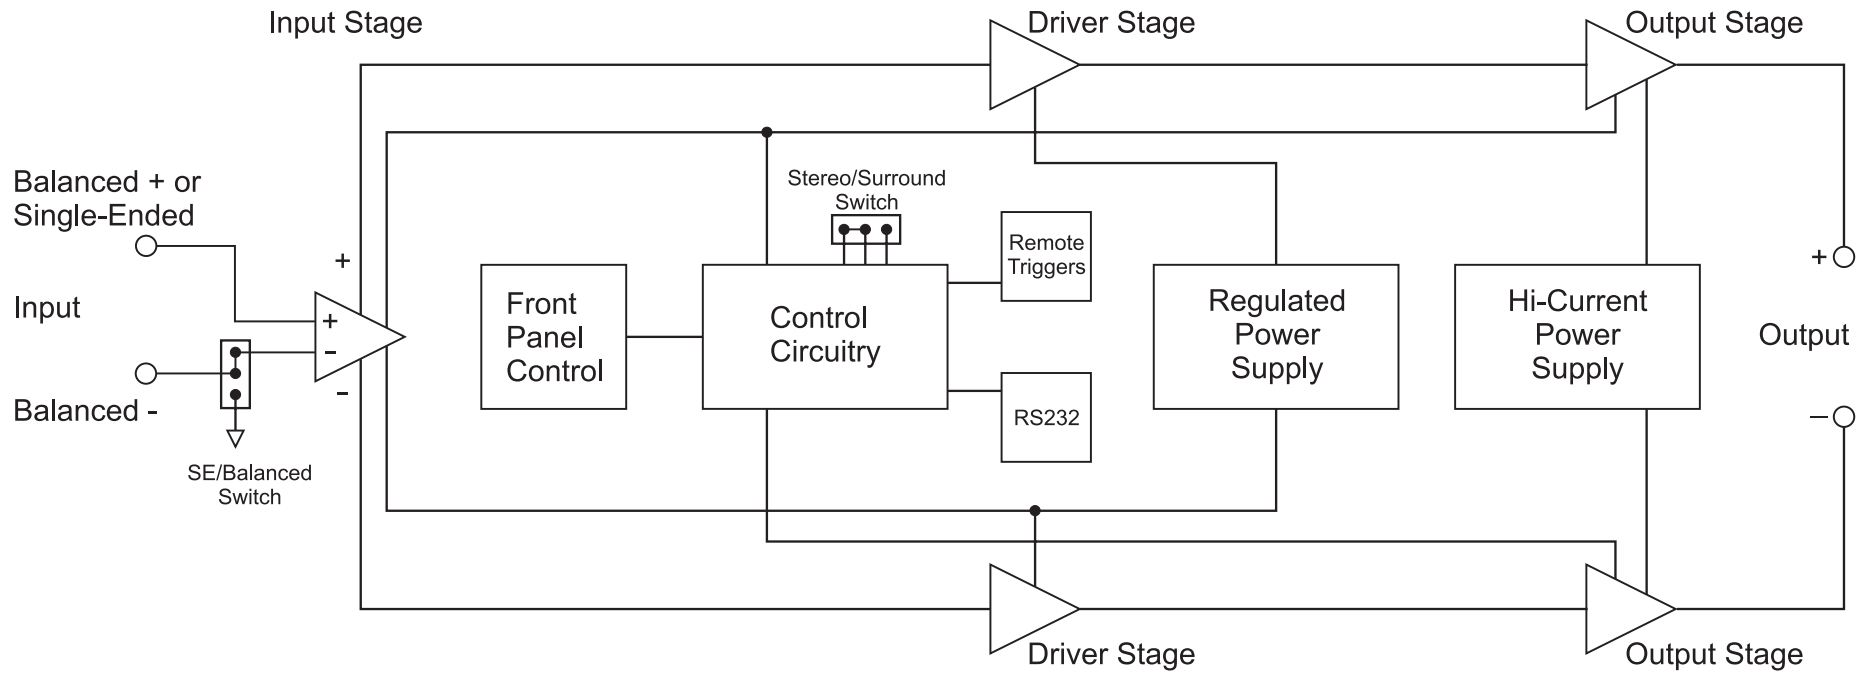 Input Stage
Driver Stage
Output Stage
Balanced + or
Single-Ended
Input
Balanced -
SE/Balanced
Switch
+
-
+
-
Stereo/Surround
Switch
Front
Panel
Control
Control
Circuitry
Remote
Triggers
RS232
Regulated
Power
Supply
Hi-Current
Power
Supply
+
Output
–
Driver Stage
Output Stage